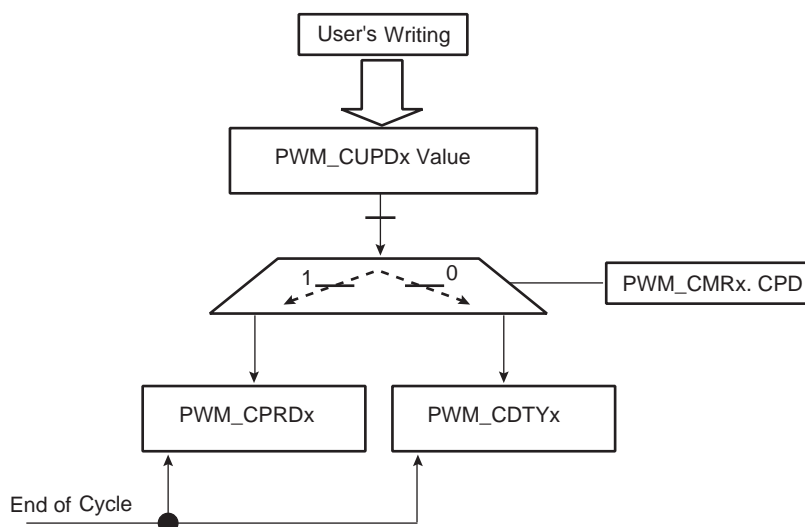 User's Writing
PWM_CUPDx Value
1
0
PWM_CMRx. CPD
PWM_CPRDx
PWM_CDTYx
End of Cycle